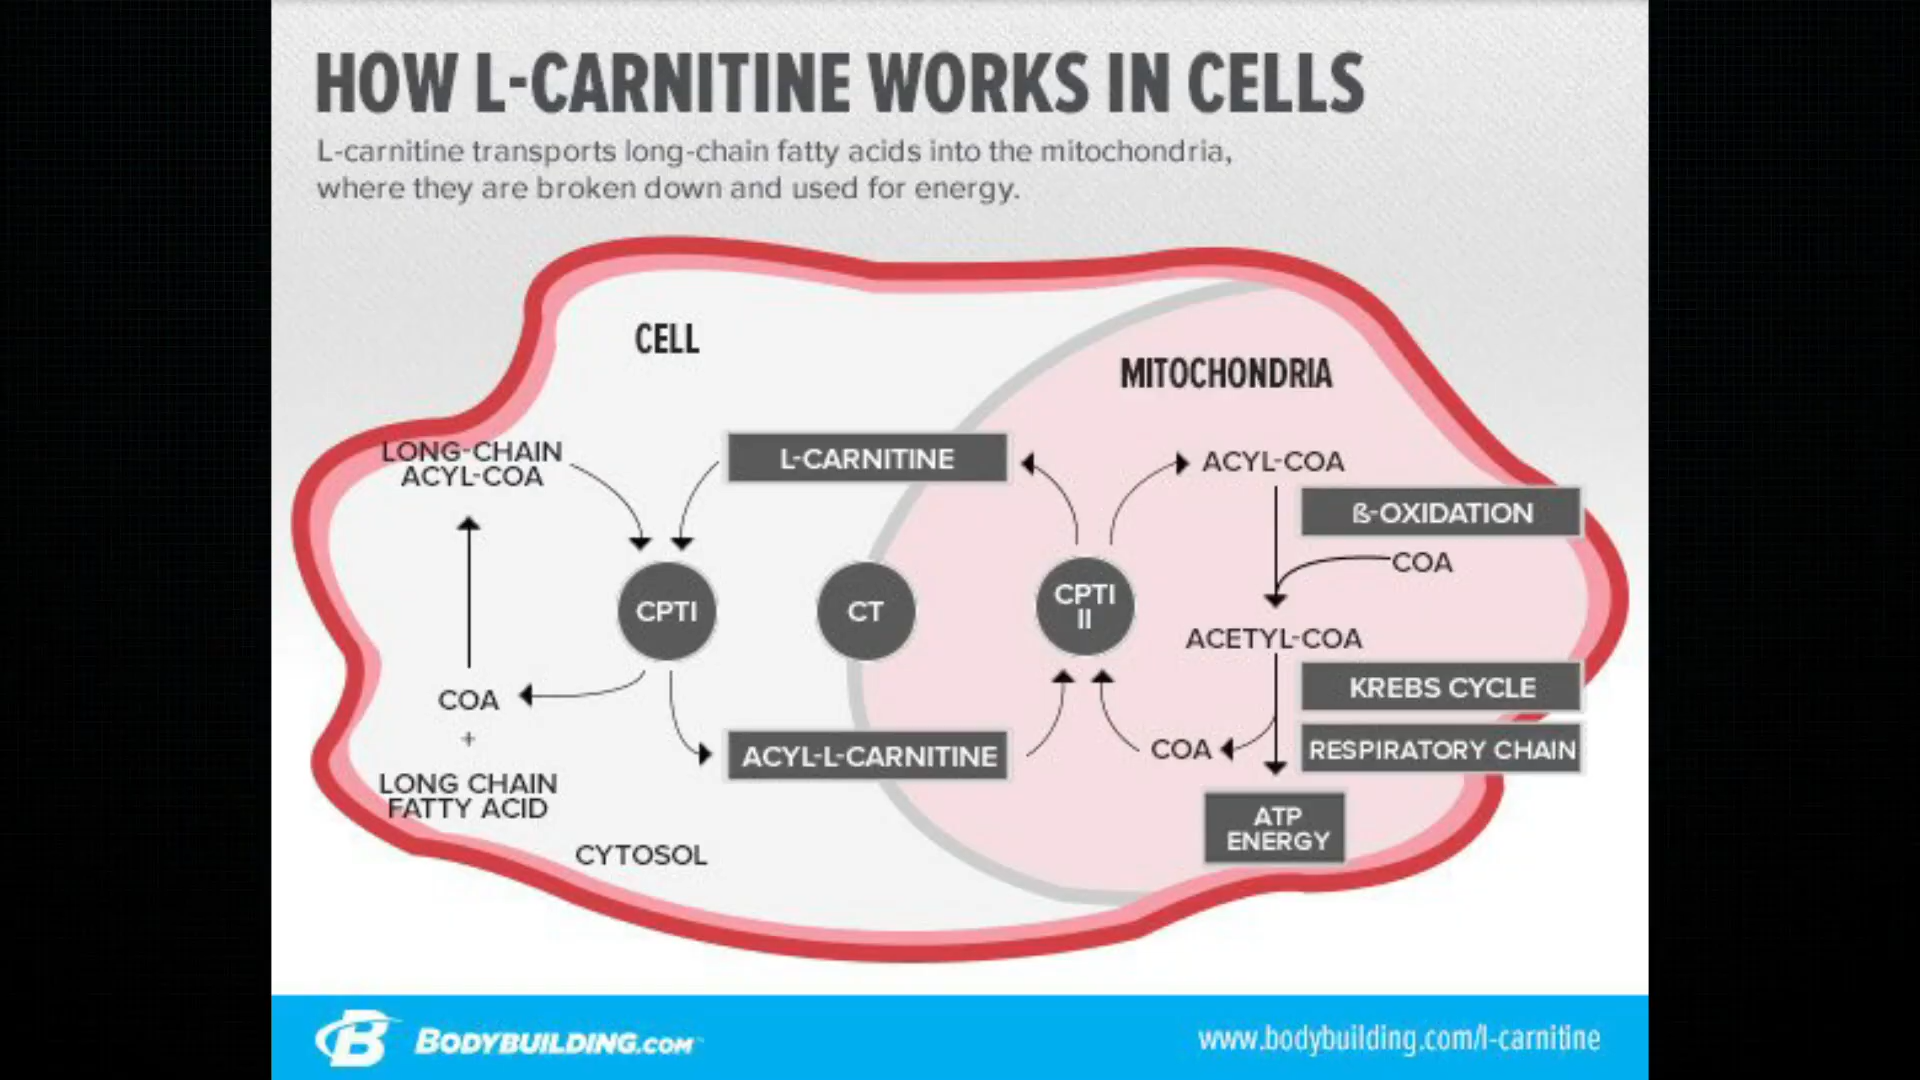 HOW L-CARNITINE WORKS IN CELLS
L-carnitine transports long-chain fatty acids into the mitochondria,
where they are broken down and used for energy.
CELL
MITOCHONDRIA
LONG-CHAIN
ACYL-COA
L-CARNITINE
ACYL-COA
ß-OXIDATION
COA
CPTI
CT
CPTI
II
ACETYL-COA
KREBS CYCLE
COA
+
LONG CHAIN
FATTY ACID
ACYL-L-CARNITINE
COA
RESPIRATORY CHAIN
ATP
ENERGY
CYTOSOL
B BODYBUILDING.COM
www.bodybuilding.com/l-carnitine